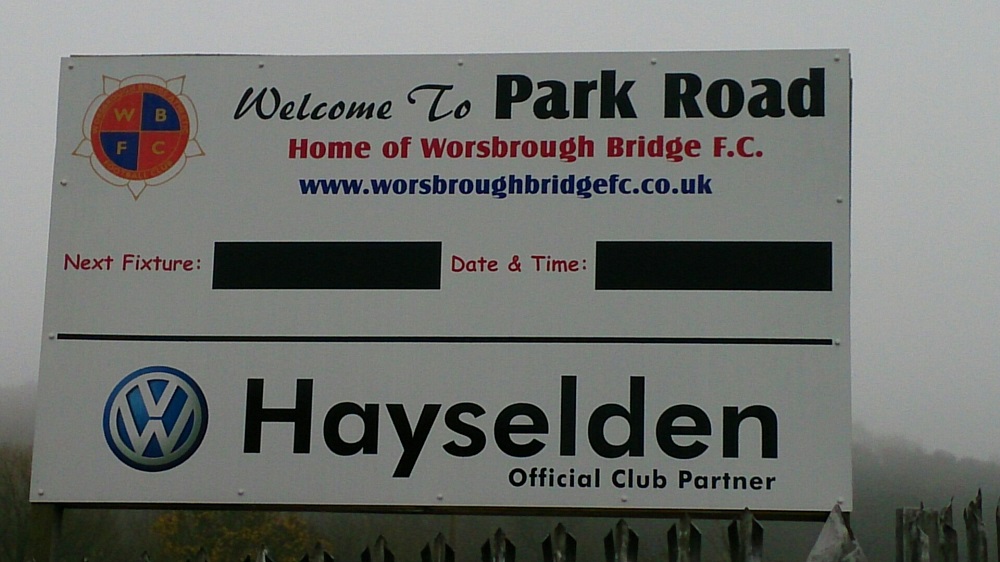 W B
F C
Welcome To Park Road
Home of Worsbrough Bridge F.C.
www.worsbroughbridgefc.co.uk
Next Fixture: Date & Time:
Hayselden
Official Club Partner